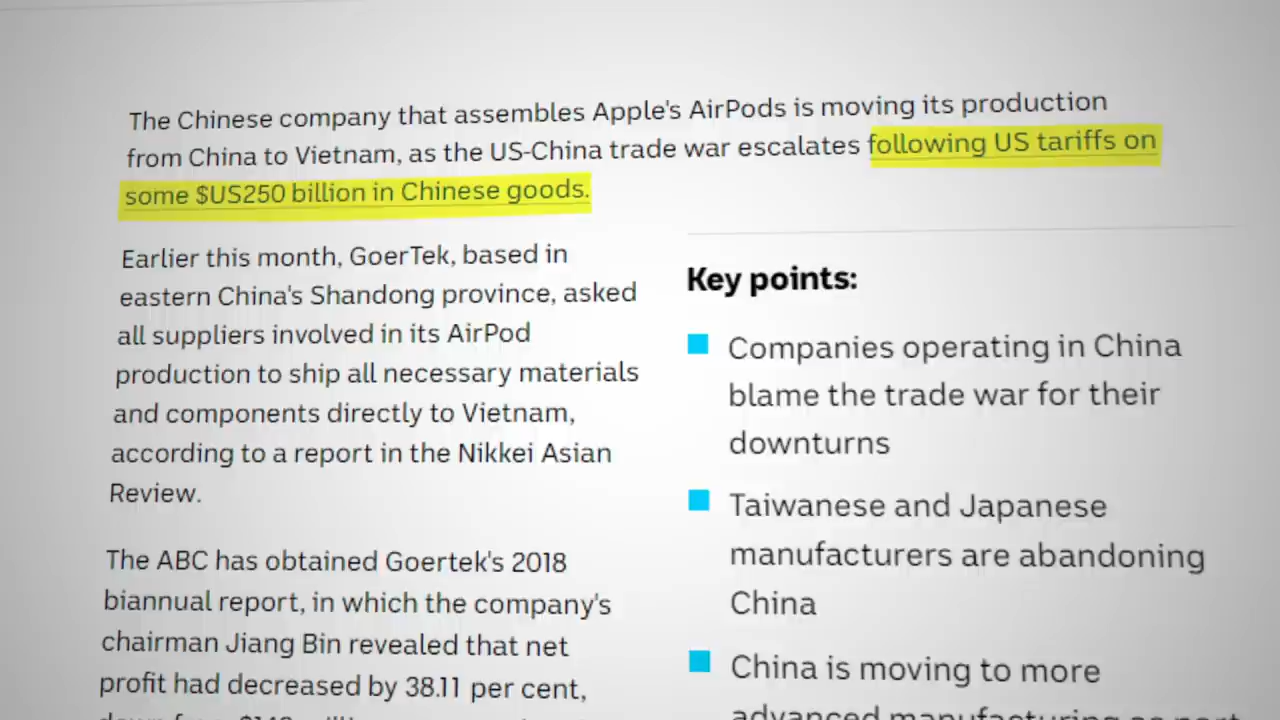 The Chinese company that assembles Apple's AirPods is moving its production
from China to Vietnam, as the US-China trade war escalates following US tariffs on
some $US250 billion in Chinese goods.
Earlier this month, GoerTek, based in
eastern China's Shandong province, asked
all suppliers involved in its AirPod
production to ship all necessary materials
and components directly to Vietnam,
according to a report in the Nikkei Asian
Review.
The ABC has obtained Goertek's 2018
biannual report, in which the company's
chairman Jiang Bin revealed that net
profit had decreased by 38.11 per cent,
Key points:
Companies operating in China
blame the trade war for their
downturns
Taiwanese and Japanese
manufacturers are abandoning
China
China is moving to more
advanced manufacturing as part